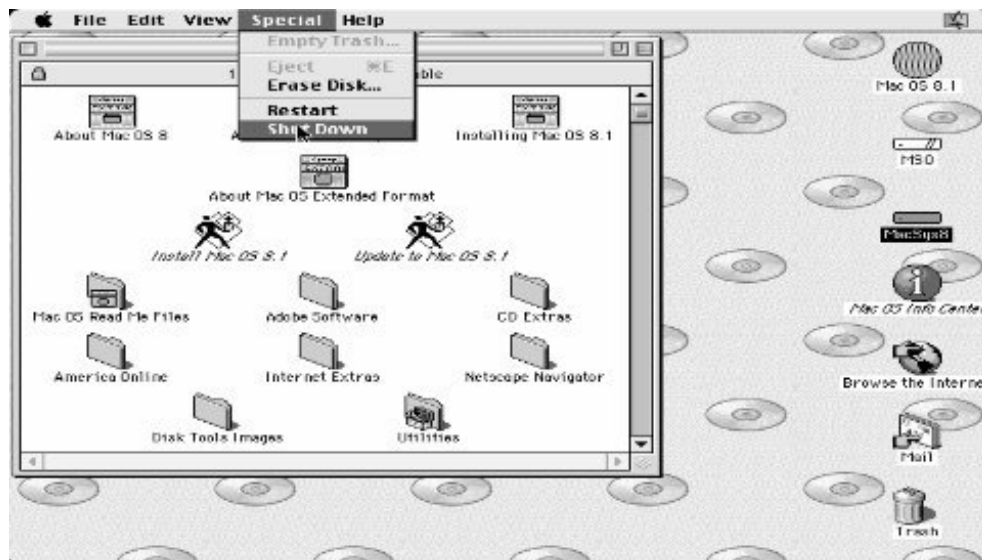 File Edit View Special Help
Empty Trash...
Eject ⌘E
Erase Disk...
Restart
Shut Down
About Mac OS 8
Installing Mac OS 8.1
About Mac OS Extended Format
Install Mac OS 8.1
Update to Mac OS 8.1
Mac OS Read Me Files
Adobe Software
CD Extras
America Online
Internet Extras
Netscape Navigator
Disk Tools Images
Utilities
Mac OS 8.1
MacSys8
Mac OS Info Center
Browse the Interne
Mail
Trash